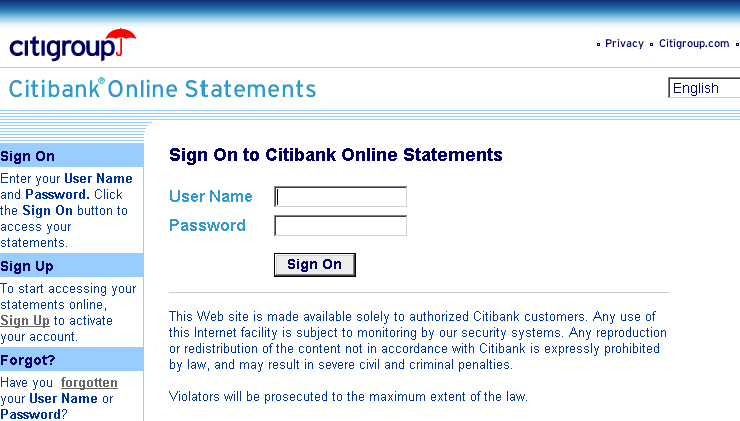 citigroup
Privacy Citigroup.com
Citibank® Online Statements
English
Sign On
Enter your User Name
and Password. Click
the Sign On button to
access your
statements.
Sign Up
To start accessing your
statements online,
Sign Up to activate
your account.
Forgot?
Have you forgotten
your User Name or
Password?
Sign On to Citibank Online Statements
User Name
Password
Sign On
This Web site is made available solely to authorized Citibank customers. Any use of
this Internet facility is subject to monitoring by our security systems. Any reproduction
or redistribution of the content not in accordance with Citibank is expressly prohibited
by law, and may result in severe civil and criminal penalties.
Violators will be prosecuted to the maximum extent of the law.